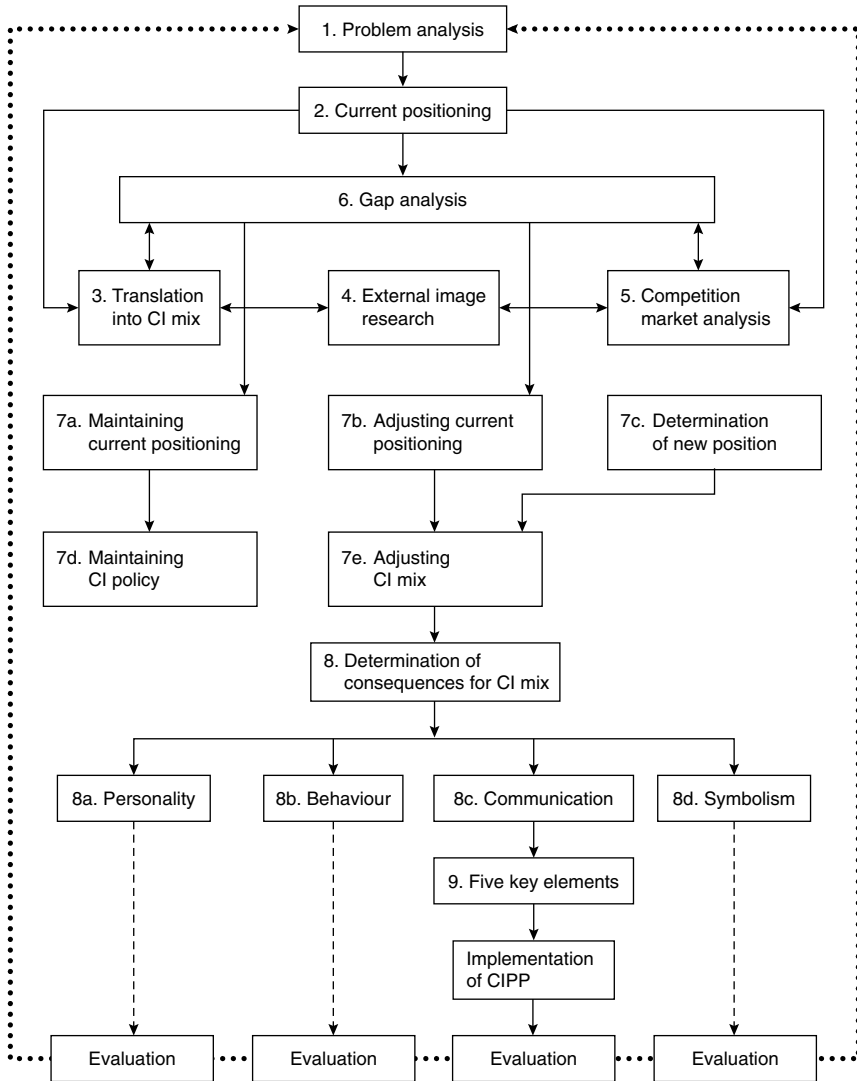 1. Problem analysis
2. Current positioning
6. Gap analysis
3. Translation
into CI mix
4. External image
research
5. Competition
market analysis
7a. Maintaining
current positioning
7b. Adjusting current
positioning
7c. Determination
of new position
7d. Maintaining
CI policy
7e. Adjusting
CI mix
8. Determination of
consequences for CI mix
8a. Personality
8b. Behaviour
8c. Communication
8d. Symbolism
9. Five key elements
Implementation
of CIPP
Evaluation
Evaluation
Evaluation
Evaluation